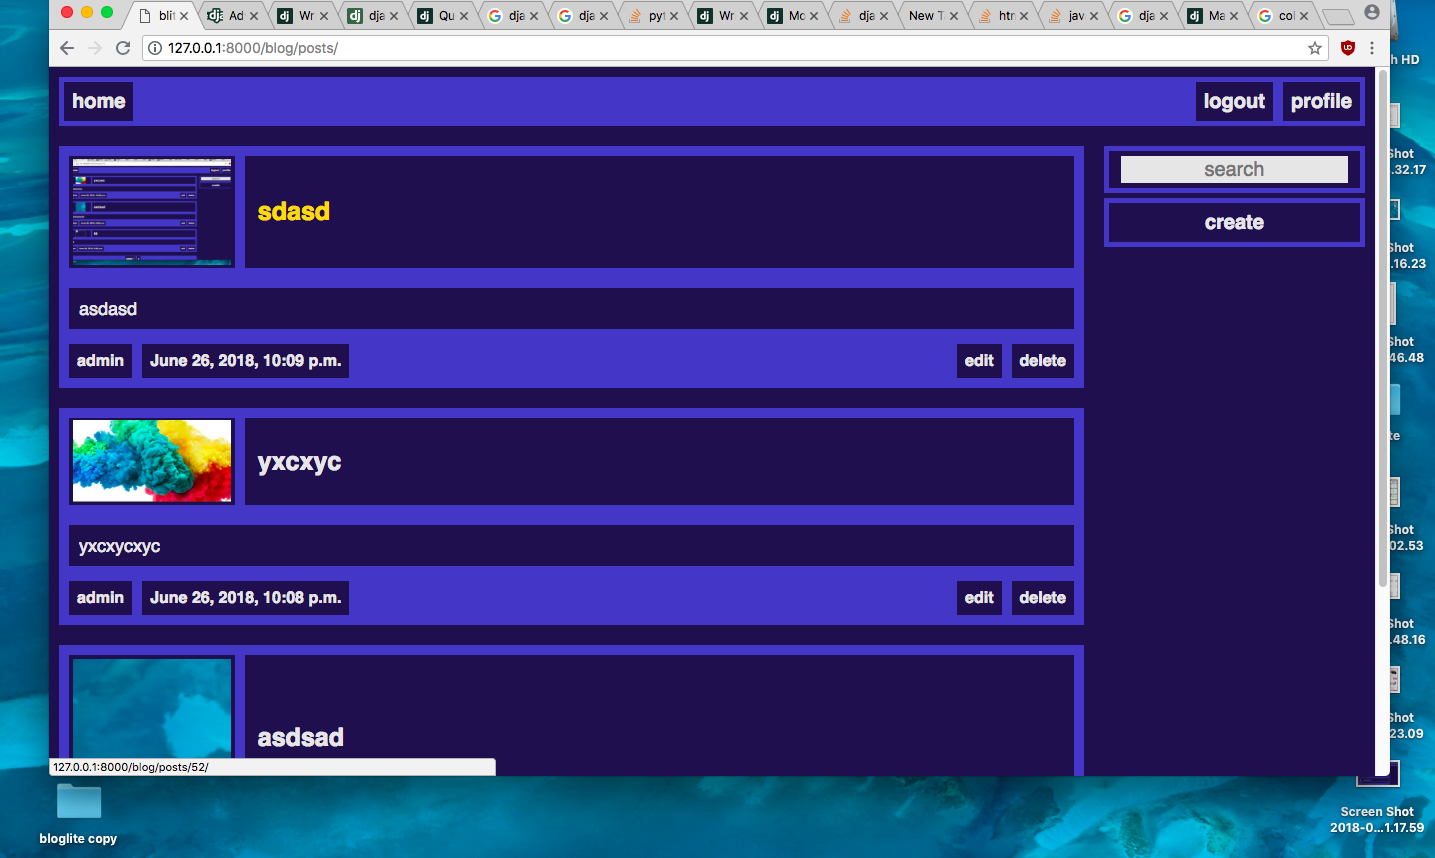 blit
Ad
Wr
dja
Qu
dja
dja
pyt
Wr
Mo
dja
New T
htm
jav
dja
Ma
col
127.0.0.1:8000/blog/posts/
home
logout
profile
search
create
sdasd
asdasd
admin
June 26, 2018, 10:09 p.m.
edit
delete
yxcxyc
yxcxycxyc
admin
June 26, 2018, 10:08 p.m.
edit
delete
asdsad
127.0.0.1:8000/blog/posts/52/
bloglite copy
h HD
Shot
.32.17
Shot
.16.23
Shot
46.48
te
Shot
02.53
Shot
.48.16
Shot
23.09
Screen Shot
2018-0...1.17.59